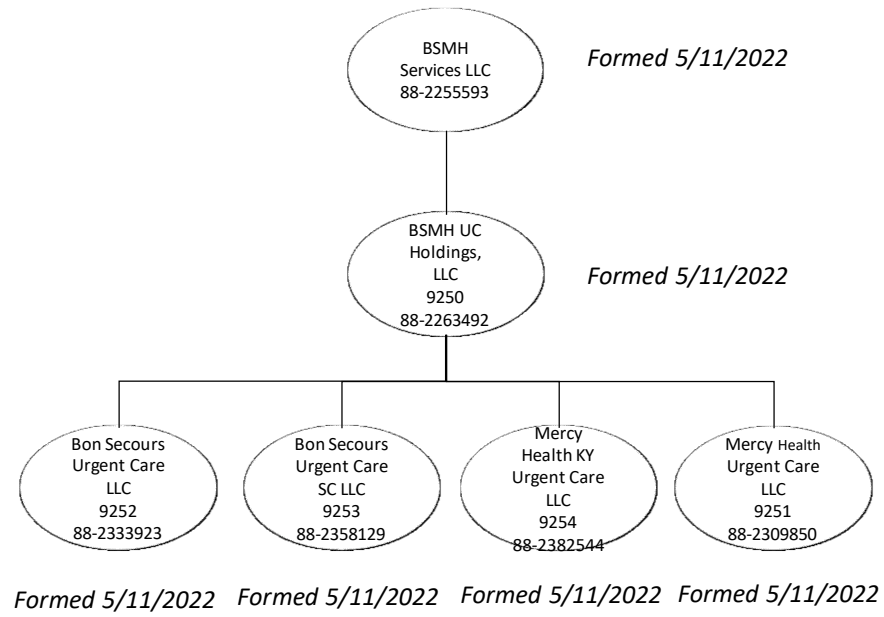 BSMH
Services LLC
88-2255593
Formed 5/11/2022
BSMH UC
Holdings,
LLC
9250
88-2263492
Formed 5/11/2022
Bon Secours
Urgent Care
LLC
9252
88-2333923
Bon Secours
Urgent Care
SC LLC
9253
88-2358129
Mercy
Health KY
Urgent Care
LLC
9254
88-2382544
Mercy Health
Urgent Care
LLC
9251
88-2309850
Formed 5/11/2022
Formed 5/11/2022
Formed 5/11/2022
Formed 5/11/2022